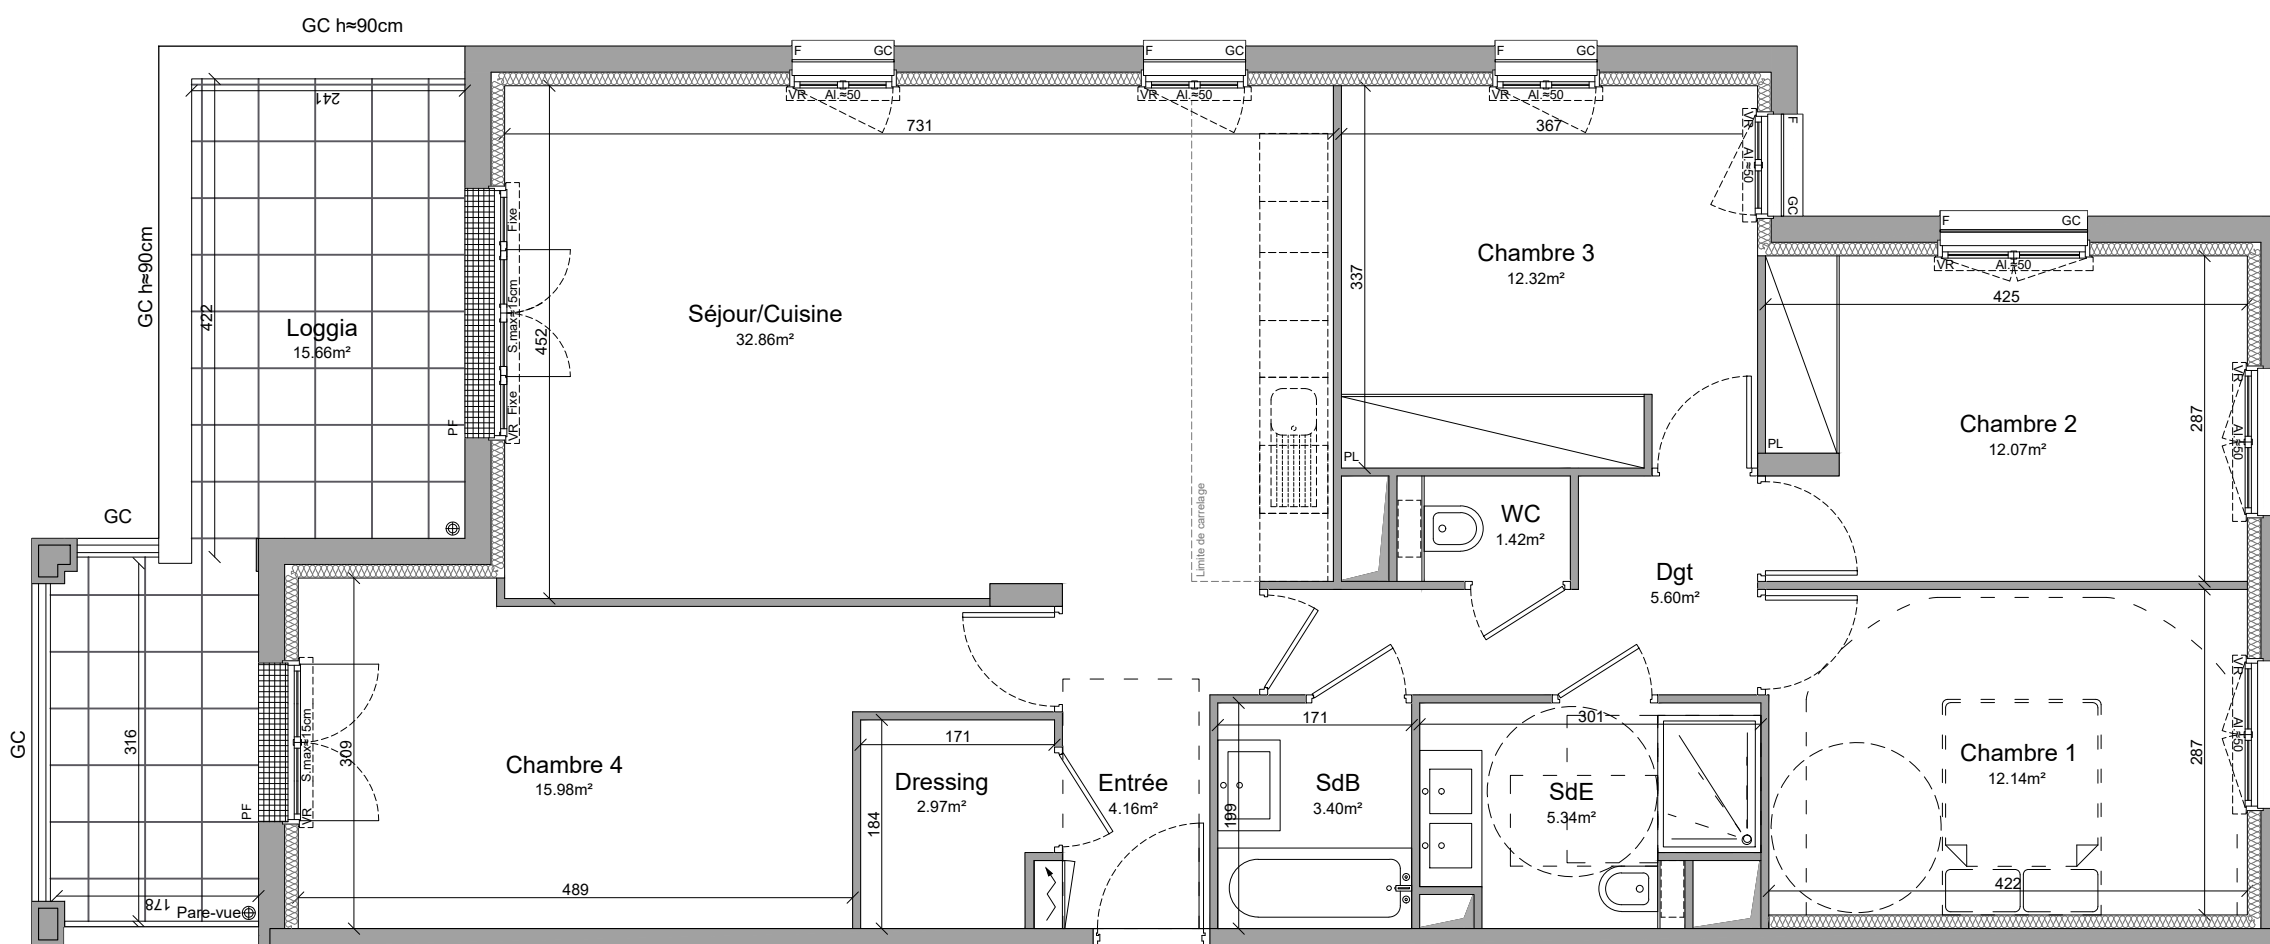 GC h≈90cm
F GC
F GC
F GC
VR Al.≈50
VR Al.≈50
VR Al.≈50
241
731
367
F
GC
VR
Al.≈50
GC h≈90cm
422
Loggia
15.66m²
PF
Fixe
S.max=15cm
Fixe
VR
452
Séjour/Cuisine
32.86m²
Limite de carrelage
337
Chambre 3
12.32m²
PL
F GC
VR Al.≈50
425
PL
Chambre 2
12.07m²
287
VR
Al.≈50
GC
WC
1.42m²
Dgt
5.60m²
GC
316
178
Pare-vue
PF
S.max=15cm
VR
309
Chambre 4
15.98m²
489
171
Dressing
2.97m²
184
Entrée
4.16m²
171
199
SdB
3.40m²
301
SdE
5.34m²
Chambre 1
12.14m²
422
287
VR
Al.≈50